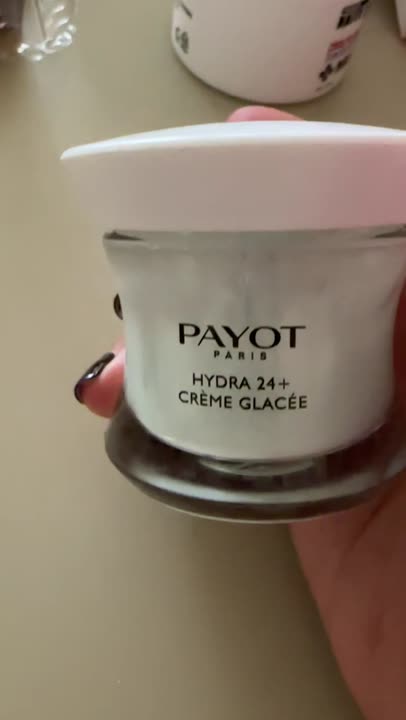 PAYOT
PARIS
HYDRA 24+
CRÈME GLACÉE